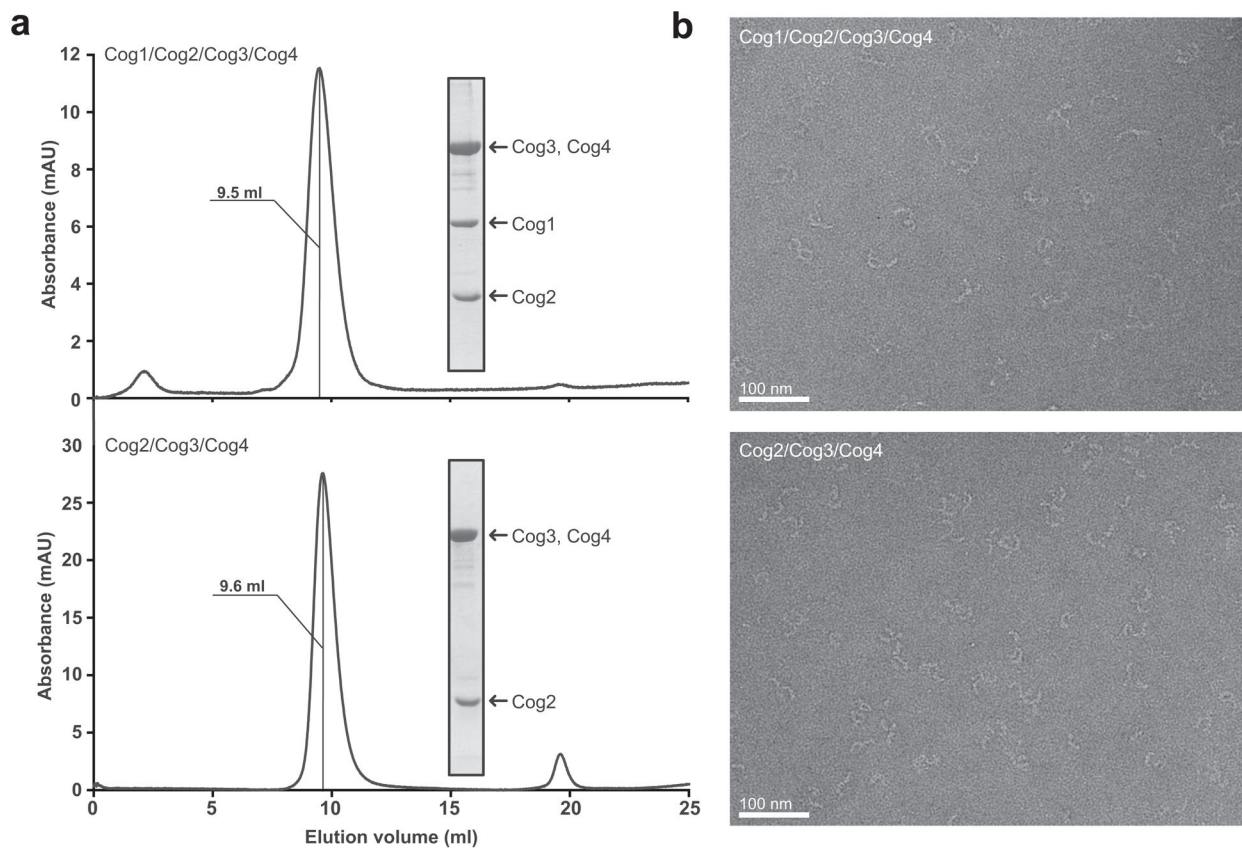 a
Cog1/Cog2/Cog3/Cog4
12
10
8
6
4
2
0
Absorbance (mAU)
9.5 ml
← Cog3, Cog4
← Cog1
← Cog2
Cog2/Cog3/Cog4
30
25
20
15
10
5
0
Absorbance (mAU)
9.6 ml
← Cog3, Cog4
← Cog2
0 5 10 15 20 25
Elution volume (ml)
b
Cog1/Cog2/Cog3/Cog4
100 nm
Cog2/Cog3/Cog4
100 nm